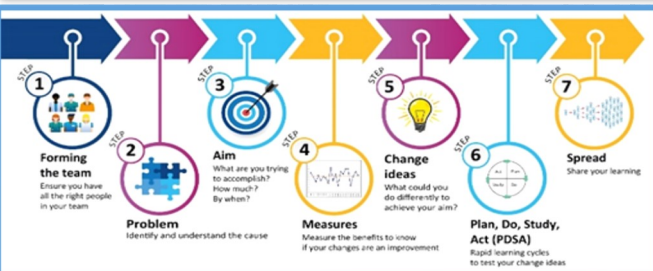 STEP
1
Forming
the team
Ensure you have
all the right people
in your team
STEP
2
Problem
Identify and understand the cause
STEP
3
Aim
What are you trying
to accomplish?
How much?
By when?
STEP
4
Measures
Measure the benefits to know
if your changes are an improvement
STEP
5
Change
ideas
What could you
do differently to
achieve your aim?
STEP
6
Plan, Do, Study,
Act (PDSA)
Rapid learning cycles
to test your change ideas
STEP
7
Spread
Share your learning